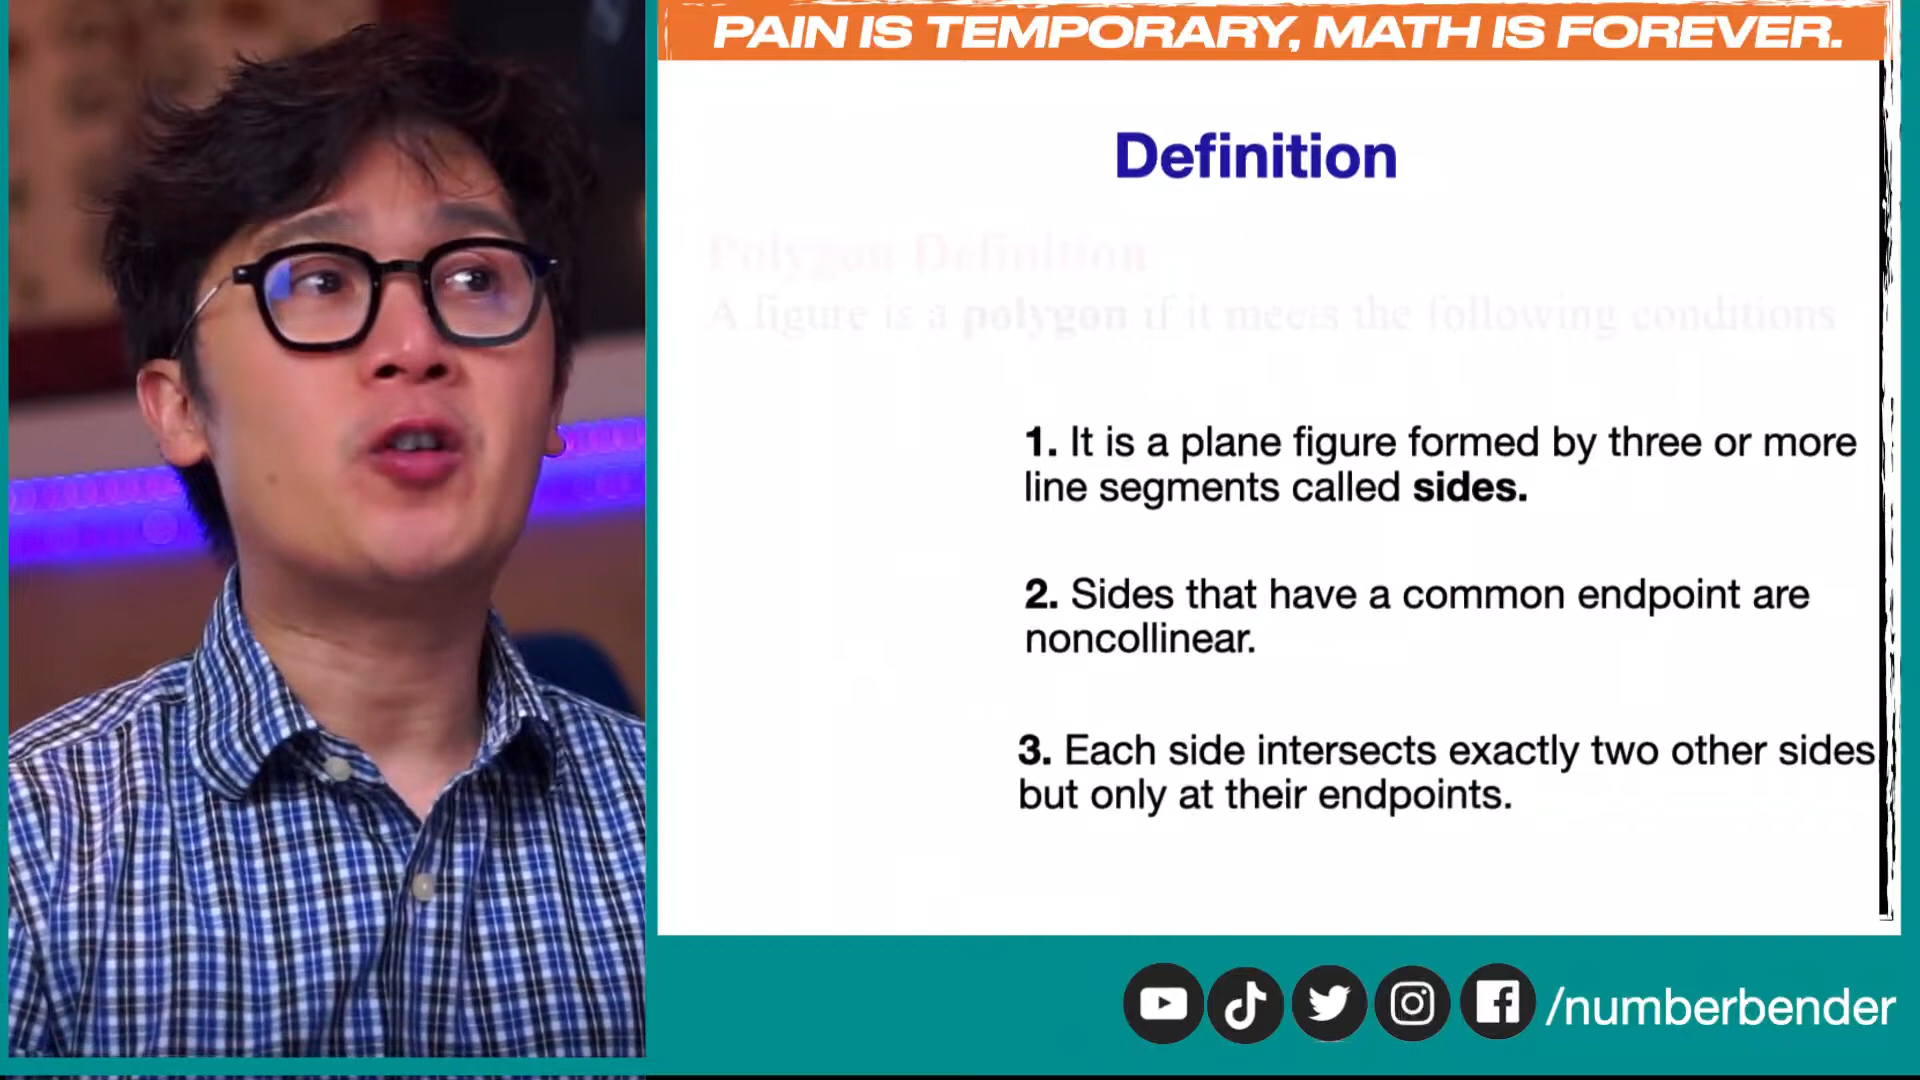 PAIN IS TEMPORARY, MATH IS FOREVER.
Definition
Polygon Definition
A figure is a polygon if it meets the following conditions
1. It is a plane figure formed by three or more
line segments called sides.
2. Sides that have a common endpoint are
noncollinear.
3. Each side intersects exactly two other sides
but only at their endpoints.
/numberbender